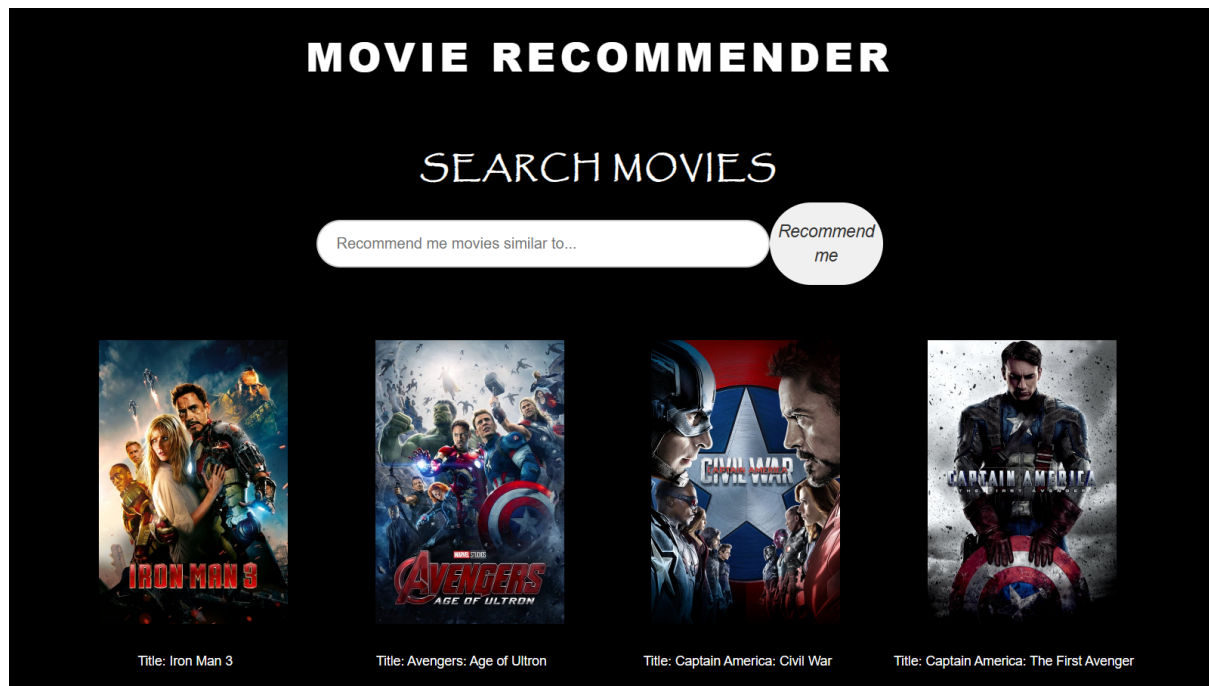 MOVIE RECOMMENDER
SEARCH MOVIES
Recommend me movies similar to...
Recommend
me
IRON MAN 3
MARVEL STUDIOS
AVENGERS
AGE OF ULTRON
CAPTAIN AMERICA
CIVIL WAR
CAPTAIN AMERICA
THE FIRST AVENGER
Title: Iron Man 3
Title: Avengers: Age of Ultron
Title: Captain America: Civil War
Title: Captain America: The First Avenger